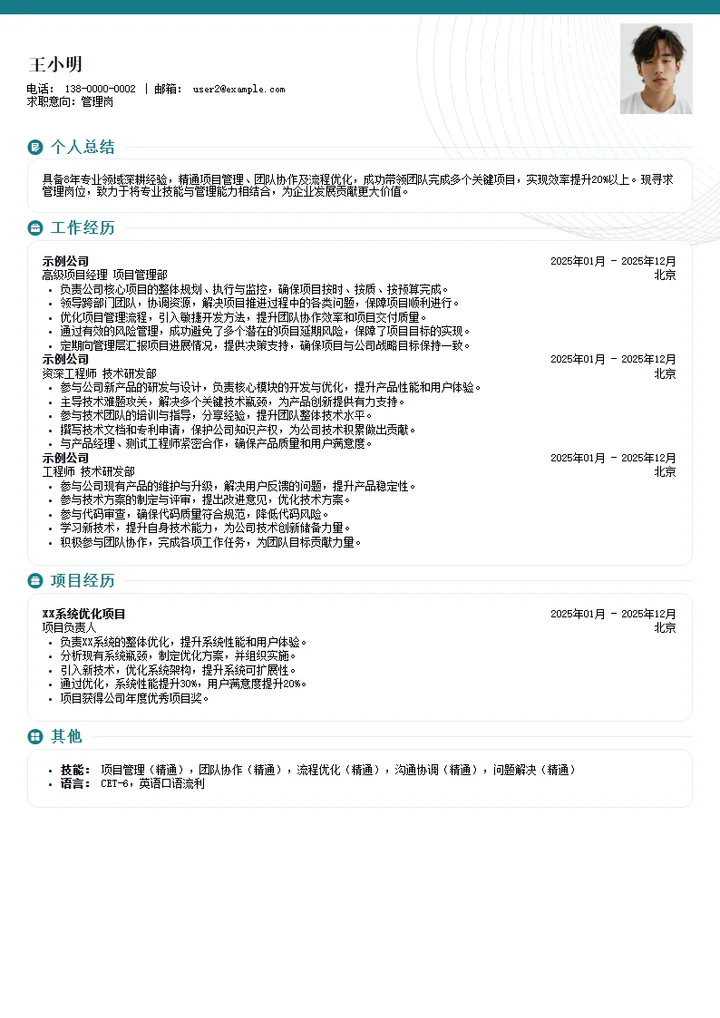 王小明
电话： 138-0000-0002 | 邮箱： user2@example.com
求职意向：管理岗
个人总结
具备8年专业领域深耕经验，精通项目管理、团队协作及流程优化，成功带领团队完成多个关键项目，实现效率提升20%以上。现寻求
管理岗位，致力于将专业技能与管理能力相结合，为企业发展贡献更大价值。
工作经历
示例公司 2025年01月 - 2025年12月
高级项目经理 项目管理部 北京
• 负责公司核心项目的整体规划、执行与监控，确保项目按时、按质、按预算完成。
• 领导跨部门团队，协调资源，解决项目推进过程中的各类问题，保障项目顺利进行。
• 优化项目管理流程，引入敏捷开发方法，提升团队协作效率和项目交付质量。
• 通过有效的风险管理，成功避免了多个潜在的项目延期风险，保障了项目目标的实现。
• 定期向管理层汇报项目进展情况，提供决策支持，确保项目与公司战略目标保持一致。
示例公司 2025年01月 - 2025年12月
资深工程师 技术研发部 北京
• 参与公司新产品的研发与设计，负责核心模块的开发与优化，提升产品性能和用户体验。
• 主导技术难题攻关，解决多个关键技术瓶颈，为产品创新提供有力支持。
• 参与技术团队的培训与指导，分享经验，提升团队整体技术水平。
• 撰写技术文档和专利申请，保护公司知识产权，为公司技术积累做出贡献。
• 与产品经理、测试工程师紧密合作，确保产品质量和用户满意度。
示例公司 2025年01月 - 2025年12月
工程师 技术研发部 北京
• 参与公司现有产品的维护与升级，解决用户反馈的问题，提升产品稳定性。
• 参与技术方案的制定与评审，提出改进意见，优化技术方案。
• 参与代码审查，确保代码质量符合规范，降低代码风险。
• 学习新技术，提升自身技术能力，为公司技术创新储备力量。
• 积极参与团队协作，完成各项工作任务，为团队目标贡献力量。
项目经历
XX系统优化项目 2025年01月 - 2025年12月
项目负责人 北京
• 负责XX系统的整体优化，提升系统性能和用户体验。
• 分析现有系统瓶颈，制定优化方案，并组织实施。
• 引入新技术，优化系统架构，提升系统可扩展性。
• 通过优化，系统性能提升30%，用户满意度提升20%。
• 项目获得公司年度优秀项目奖。
其他
• 技能： 项目管理（精通），团队协作（精通），流程优化（精通），沟通协调（精通），问题解决（精通）
• 语言： CET-6，英语口语流利